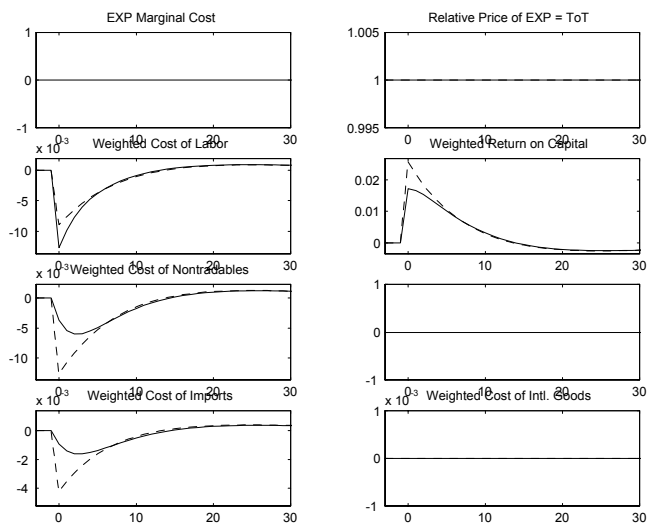 EXP Marginal Cost
1
0
-1
0 10 20 30
Relative Price of EXP = ToT
1.005
1
0.995
0 10 20 30
x 10-3
Weighted Cost of Labor
0
-5
-10
0 10 20 30
Weighted Return on Capital
0.02
0.01
0
0 10 20 30
x 10-3
Weighted Cost of Nontradables
0
-5
-10
0 10 20 30
1
0
-1
0 10 20 30
x 10-3
Weighted Cost of Imports
0
-2
-4
0 10 20 30
x 10-3
Weighted Cost of Intl. Goods
1
0
-1
0 10 20 30